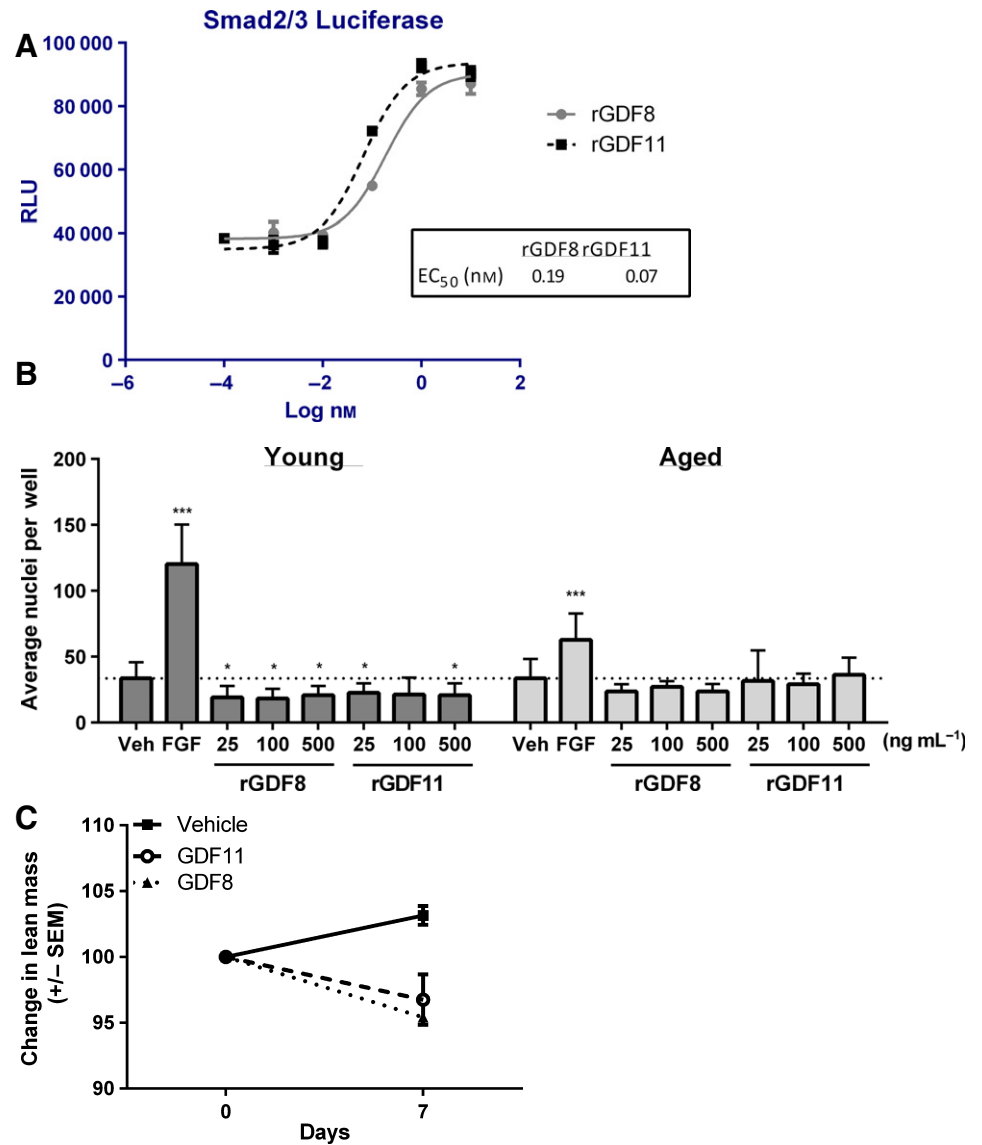 Smad2/3 Luciferase
A
100 000
80 000
60 000
40 000
20 000
0
RLU
–6
–4
–2
0
2
Log nM
rGDF8
rGDF11
rGDF8 rGDF11
EC50 (nM) 0.19 0.07
B
Young
Aged
200
150
100
50
0
Average nuclei per well
***
* * * * *
***
Veh FGF 25 100 500 25 100 500 Veh FGF 25 100 500 25 100 500 (ng mL–1)
rGDF8 rGDF11 rGDF8 rGDF11
C
Vehicle
GDF11
GDF8
110
105
100
95
90
Change in lean mass
(+/– SEM)
0
7
Days